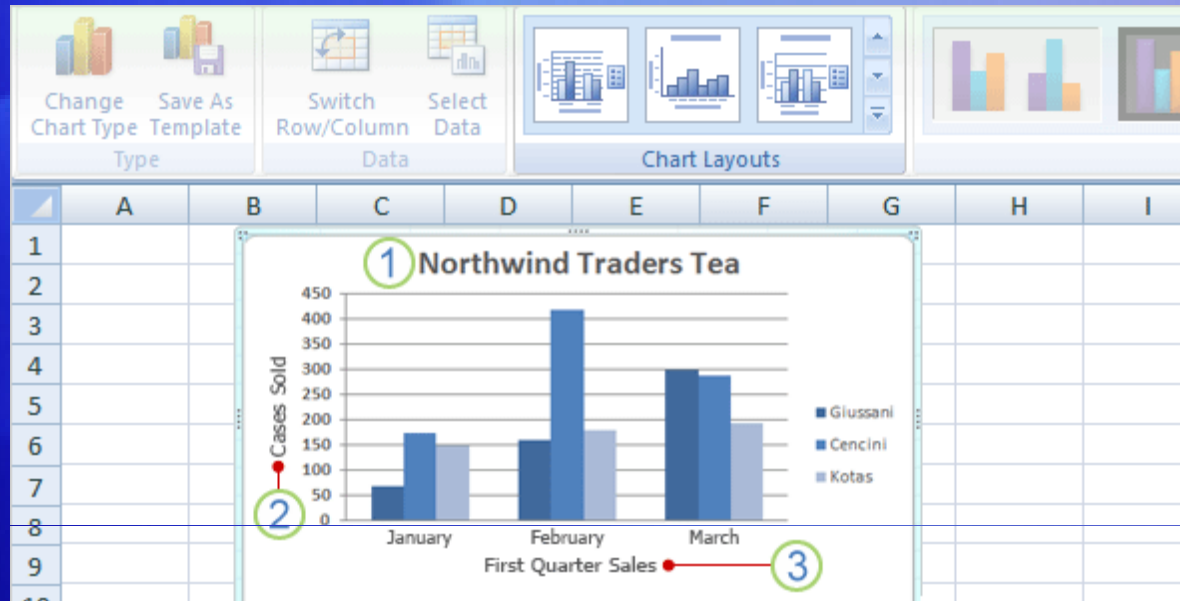 Change Chart Type
Save As Template
Switch Row/Column
Select Data
Type
Data
Chart Layouts
A B C D E F G H I
1
2
3
4
5
6
7
8
9
1 Northwind Traders Tea
450
400
350
300
250
200
150
100
50
0
Cases Sold
2
Giussani
Cencini
Kotas
January February March
First Quarter Sales 3